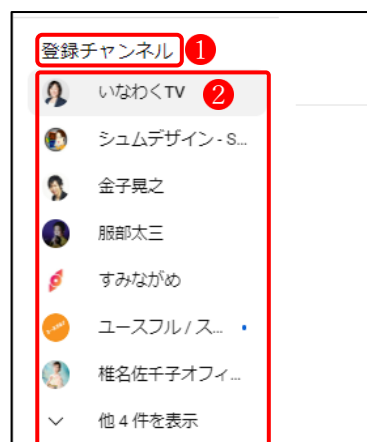 登録チャンネル 1
いなわくTV 2
シュムデザイン - S...
金子晃之
服部太三
すみながめ
ユースフル / ス...
椎名佐千子オフィ...
他 4 件を表示